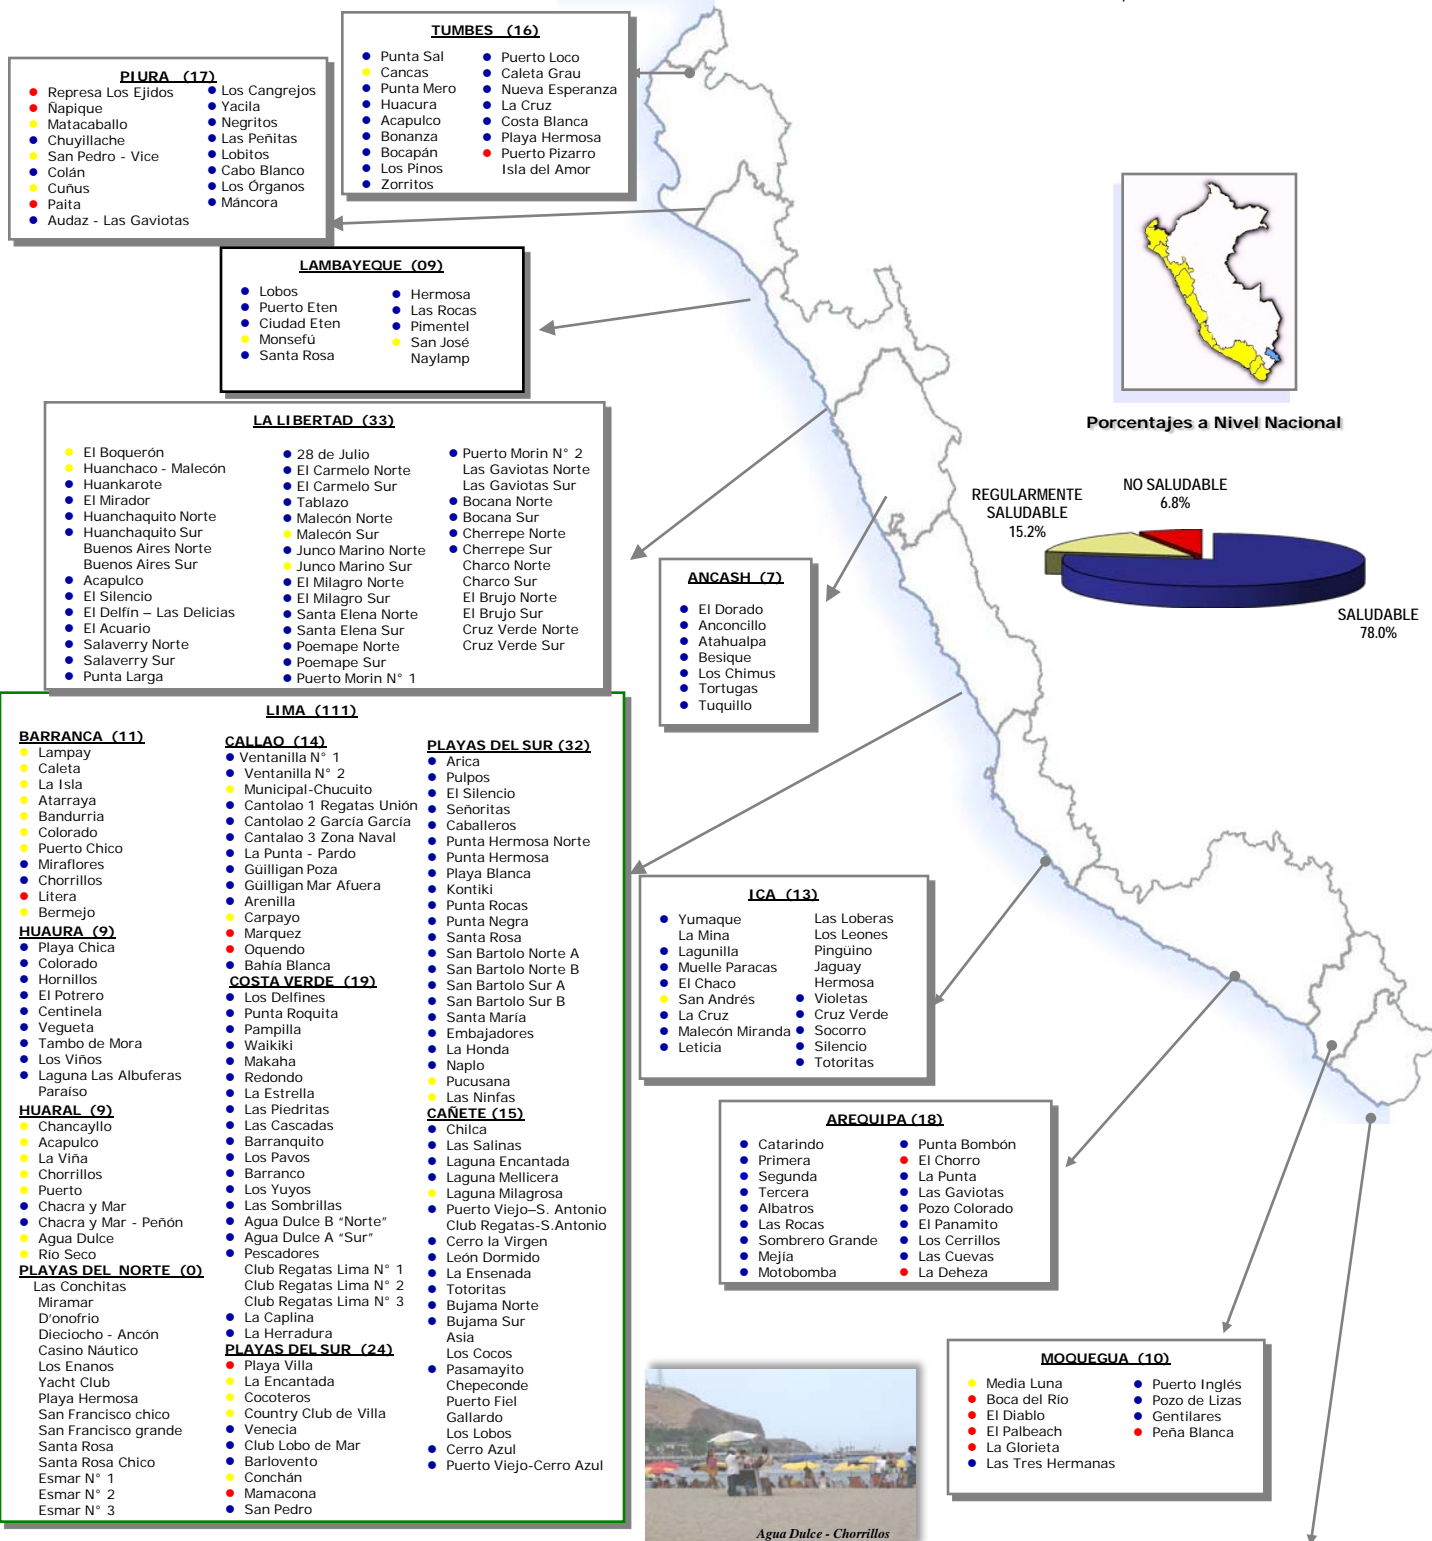 TUMBES (16)
Punta Sal
Cancas
Punta Mero
Huacura
Acapulco
Bonanza
Bocapán
Los Pinos
Zorritos
Puerto Loco
Caleta Grau
Nueva Esperanza
La Cruz
Costa Blanca
Playa Hermosa
Puerto Pizarro
Isla del Amor
PIURA (17)
Represa Los Ejidos
Ñapique
Matacaballo
Chuyillache
San Pedro - Vice
Colán
Cuñus
Paita
Audaz - Las Gaviotas
Los Cangrejos
Yacila
Negritos
Las Peñitas
Lobitos
Cabo Blanco
Los Órganos
Máncora
LAMBAYEQUE (09)
Lobos
Puerto Eten
Ciudad Eten
Monsefú
Santa Rosa
Hermosa
Las Rocas
Pimentel
San José
Naylamp
LA LIBERTAD (33)
El Boquerón
Huanchaco - Malecón
Huankarote
El Mirador
Huanchaquito Norte
Huanchaquito Sur
Buenos Aires Norte
Buenos Aires Sur
Acapulco
El Silencio
El Delfín – Las Delicias
El Acuario
Salaverry Norte
Salaverry Sur
Punta Larga
28 de Julio
El Carmelo Norte
El Carmelo Sur
Tablazo
Malecón Norte
Malecón Sur
Junco Marino Norte
Junco Marino Sur
El Milagro Norte
El Milagro Sur
Santa Elena Norte
Santa Elena Sur
Poemape Norte
Poemape Sur
Puerto Morin N° 1
Puerto Morin N° 2
Las Gaviotas Norte
Las Gaviotas Sur
Bocana Norte
Bocana Sur
Cherrepe Norte
Cherrepe Sur
Charco Norte
Charco Sur
El Brujo Norte
El Brujo Sur
Cruz Verde Norte
Cruz Verde Sur
Porcentajes a Nivel Nacional
REGULARMENTE
SALUDABLE
15.2%
NO SALUDABLE
6.8%
SALUDABLE
78.0%
ANCASH (7)
El Dorado
Anconcillo
Atahualpa
Besique
Los Chimus
Tortugas
Tuquillo
LIMA (111)
BARRANCA (11)
Lampay
Caleta
La Isla
Atarraya
Bandurria
Colorado
Puerto Chico
Miraflores
Chorrillos
Litera
Bermejo
HUAURA (9)
Playa Chica
Colorado
Hornillos
El Potrero
Centinela
Vegueta
Tambo de Mora
Los Viños
Laguna Las Albuferas
Paraíso
HUARAL (9)
Chancayllo
Acapulco
La Viña
Chorrillos
Puerto
Chacra y Mar
Chacra y Mar - Peñón
Agua Dulce
Río Seco
PLAYAS DEL NORTE (0)
Las Conchitas
Miramar
D'onofrio
Dieciocho - Ancón
Casino Náutico
Los Enanos
Yacht Club
Playa Hermosa
San Francisco chico
San Francisco grande
Santa Rosa
Santa Rosa Chico
Esmar N° 1
Esmar N° 2
Esmar N° 3
CALLAO (14)
Ventanilla N° 1
Ventanilla N° 2
Municipal-Chucuito
Cantolao 1 Regatas Unión
Cantolao 2 García García
Cantalao 3 Zona Naval
La Punta - Pardo
Güilligan Poza
Güilligan Mar Afuera
Arenilla
Carpayo
Marquez
Oquendo
Bahía Blanca
COSTA VERDE (19)
Los Delfines
Punta Roquita
Pampilla
Waikiki
Makaha
Redondo
La Estrella
Las Piedritas
Las Cascadas
Barranquito
Los Pavos
Barranco
Los Yuyos
Las Sombrillas
Agua Dulce B "Norte"
Agua Dulce A "Sur"
Pescadores
Club Regatas Lima N° 1
Club Regatas Lima N° 2
Club Regatas Lima N° 3
La Caplina
La Herradura
PLAYAS DEL SUR (24)
Playa Villa
La Encantada
Cocoteros
Country Club de Villa
Venecia
Club Lobo de Mar
Barlovento
Conchán
Mamacona
San Pedro
PLAYAS DEL SUR (32)
Arica
Pulpos
El Silencio
Señoritas
Caballeros
Punta Hermosa Norte
Punta Hermosa
Playa Blanca
Kontiki
Punta Rocas
Punta Negra
Santa Rosa
San Bartolo Norte A
San Bartolo Norte B
San Bartolo Sur A
San Bartolo Sur B
Santa María
Embajadores
La Honda
Naplo
Pucusana
Las Ninfas
CAÑETE (15)
Chilca
Las Salinas
Laguna Encantada
Laguna Mellicera
Laguna Milagrosa
Puerto Viejo–S. Antonio
Club Regatas-S.Antonio
Cerro la Virgen
León Dormido
La Ensenada
Totoritas
Bujama Norte
Bujama Sur
Asia
Los Cocos
Pasamayito
Chepeconde
Puerto Fiel
Gallardo
Los Lobos
Cerro Azul
Puerto Viejo-Cerro Azul
ICA (13)
Yumaque
La Mina
Lagunilla
Muelle Paracas
El Chaco
San Andrés
La Cruz
Malecón Miranda
Leticia
Las Loberas
Los Leones
Pingüino
Jaguay
Hermosa
Violetas
Cruz Verde
Socorro
Silencio
Totoritas
AREQUIPA (18)
Catarindo
Primera
Segunda
Tercera
Albatros
Las Rocas
Sombrero Grande
Mejía
Motobomba
Punta Bombón
El Chorro
La Punta
Las Gaviotas
Pozo Colorado
El Panamito
Los Cerrillos
Las Cuevas
La Deheza
MOQUEGUA (10)
Media Luna
Boca del Río
El Diablo
El Palbeach
La Glorieta
Las Tres Hermanas
Puerto Inglés
Pozo de Lizas
Gentilares
Peña Blanca
Agua Dulce - Chorrillos